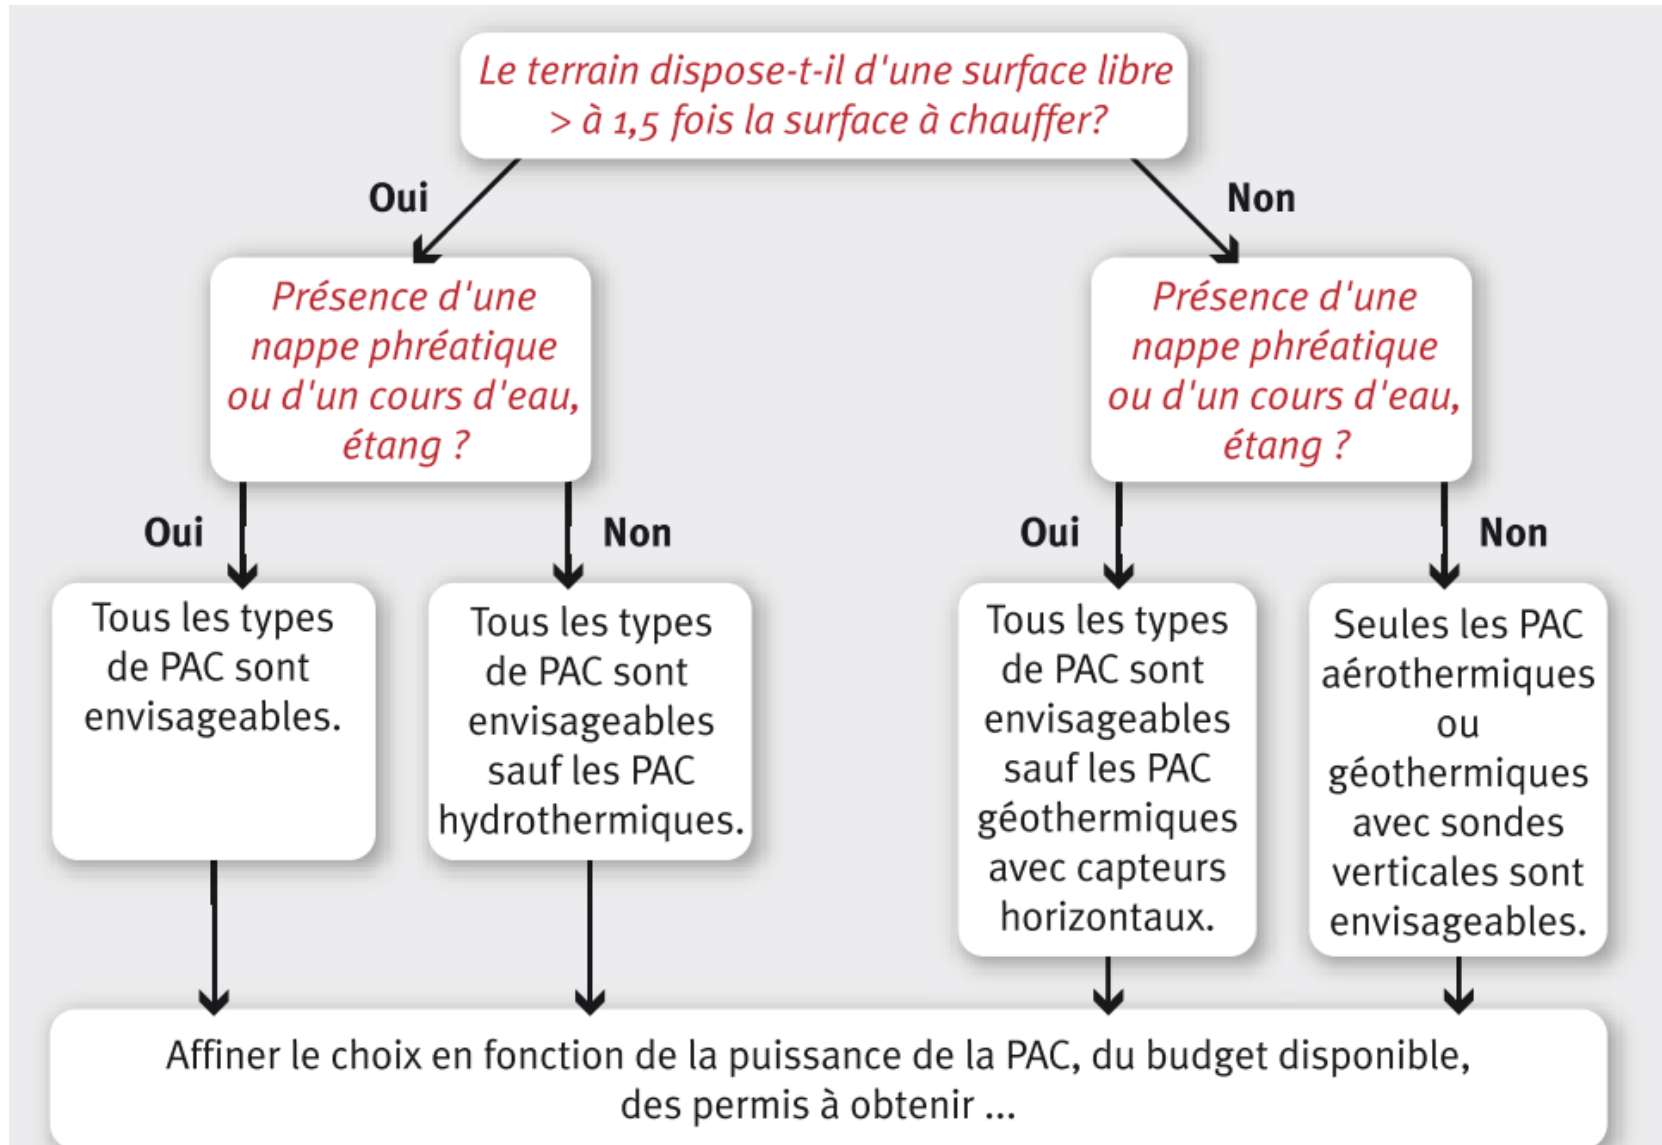 Le terrain dispose-t-il d'une surface libre
> à 1,5 fois la surface à chauffer?
Oui
Non
Présence d'une
nappe phréatique
ou d'un cours d'eau,
étang ?
Présence d'une
nappe phréatique
ou d'un cours d'eau,
étang ?
Oui
Non
Oui
Non
Tous les types
de PAC sont
envisageables.
Tous les types
de PAC sont
envisageables
sauf les PAC
hydrothermiques.
Tous les types
de PAC sont
envisageables
sauf les PAC
géothermiques
avec capteurs
horizontaux.
Seules les PAC
aérothermiques
ou
géothermiques
avec sondes
verticales sont
envisageables.
Affiner le choix en fonction de la puissance de la PAC, du budget disponible,
des permis à obtenir ...